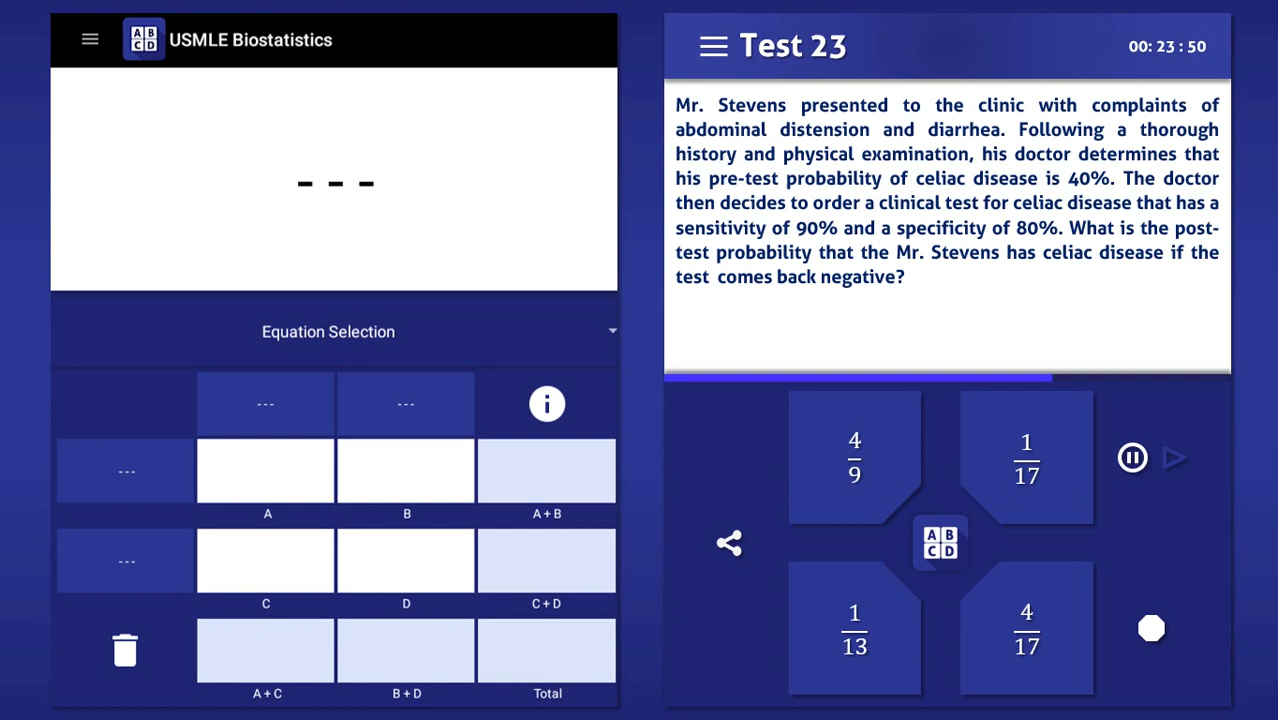 A B
C D
USMLE Biostatistics
- - -
Equation Selection
--- --- i
---
A B A + B
---
C D C + D
A + C B + D Total
Test 23
00: 23 : 50
Mr. Stevens presented to the clinic with complaints of
abdominal distension and diarrhea. Following a thorough
history and physical examination, his doctor determines that
his pre-test probability of celiac disease is 40%. The doctor
then decides to order a clinical test for celiac disease that has a
sensitivity of 90% and a specificity of 80%. What is the post-
test probability that the Mr. Stevens has celiac disease if the
test comes back negative?
4/9
1/17
A B
C D
1/13
4/17